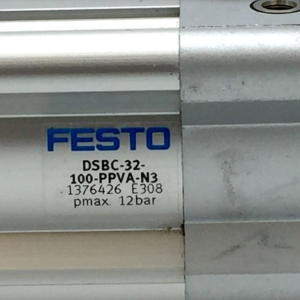 FESTO
DSBC-32-
100-PPVA-N3
1376426 E308
pmax. 12bar